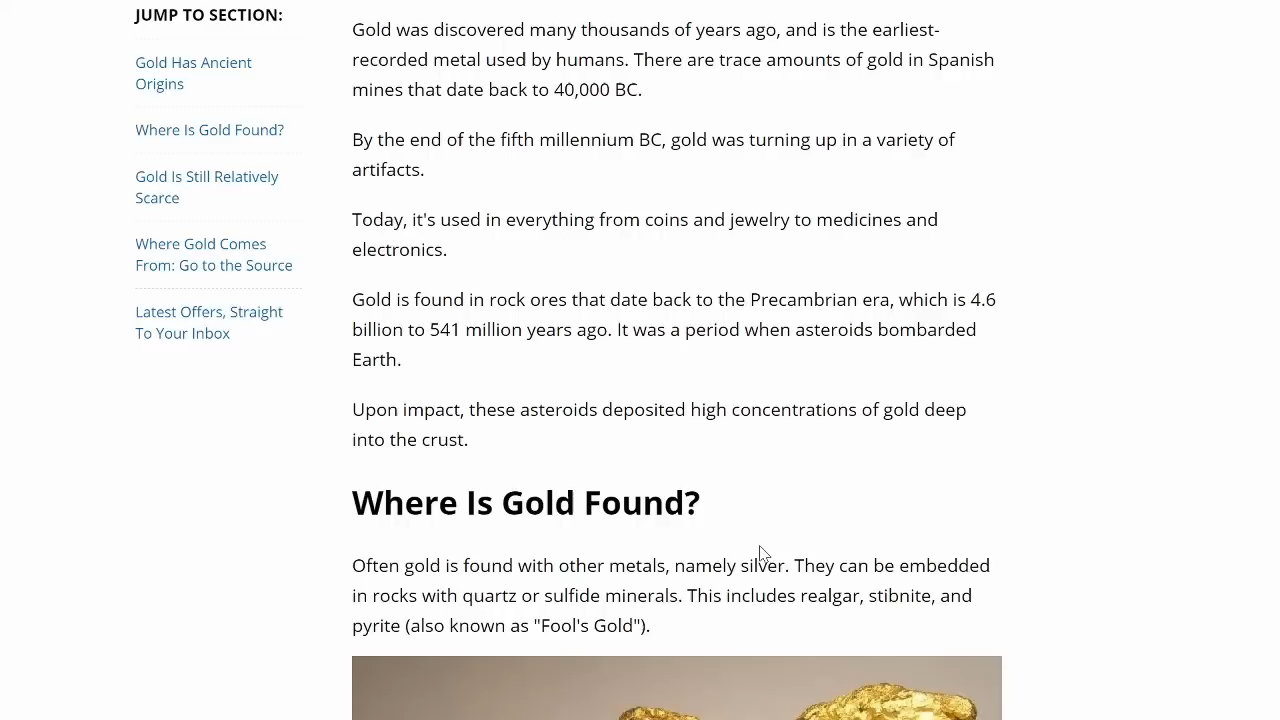 JUMP TO SECTION:
Gold Has Ancient
Origins
Where Is Gold Found?
Gold Is Still Relatively
Scarce
Where Gold Comes
From: Go to the Source
Latest Offers, Straight
To Your Inbox
Gold was discovered many thousands of years ago, and is the earliest-
recorded metal used by humans. There are trace amounts of gold in Spanish
mines that date back to 40,000 BC.
By the end of the fifth millennium BC, gold was turning up in a variety of
artifacts.
Today, it's used in everything from coins and jewelry to medicines and
electronics.
Gold is found in rock ores that date back to the Precambrian era, which is 4.6
billion to 541 million years ago. It was a period when asteroids bombarded
Earth.
Upon impact, these asteroids deposited high concentrations of gold deep
into the crust.
Where Is Gold Found?
Often gold is found with other metals, namely silver. They can be embedded
in rocks with quartz or sulfide minerals. This includes realgar, stibnite, and
pyrite (also known as "Fool's Gold").